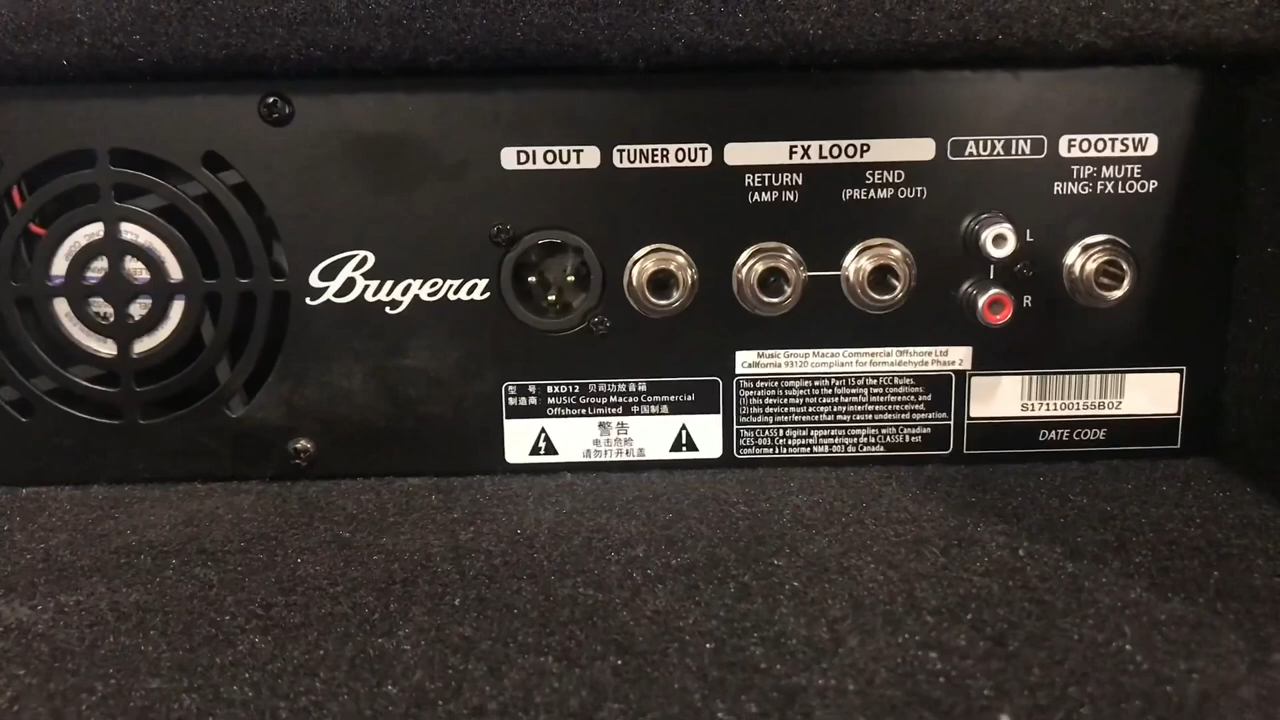 DI OUT
TUNER OUT
FX LOOP
AUX IN
FOOTSW
RETURN
(AMP IN)
SEND
(PREAMP OUT)
TIP: MUTE
RING: FX LOOP
L
R
Bugera
Music Group Macao Commercial Offshore Ltd
California 93120 compliant for formaldehyde Phase 2
型 号: BXD12 贝司功放音箱
制造商: MUSIC Group Macao Commercial
Offshore Limited 中国制造
警告
电击危险
请勿打开机盖
This device complies with Part 15 of the FCC Rules.
Operation is subject to the following two conditions:
(1) this device may not cause harmful interference, and
(2) this device must accept any interference received,
including interference that may cause undesired operation.
This CLASS B digital apparatus complies with Canadian
ICES-003. Cet appareil numérique de la CLASSE B est
conforme à la norme NMB-003 du Canada.
S171100155B0Z
DATE CODE